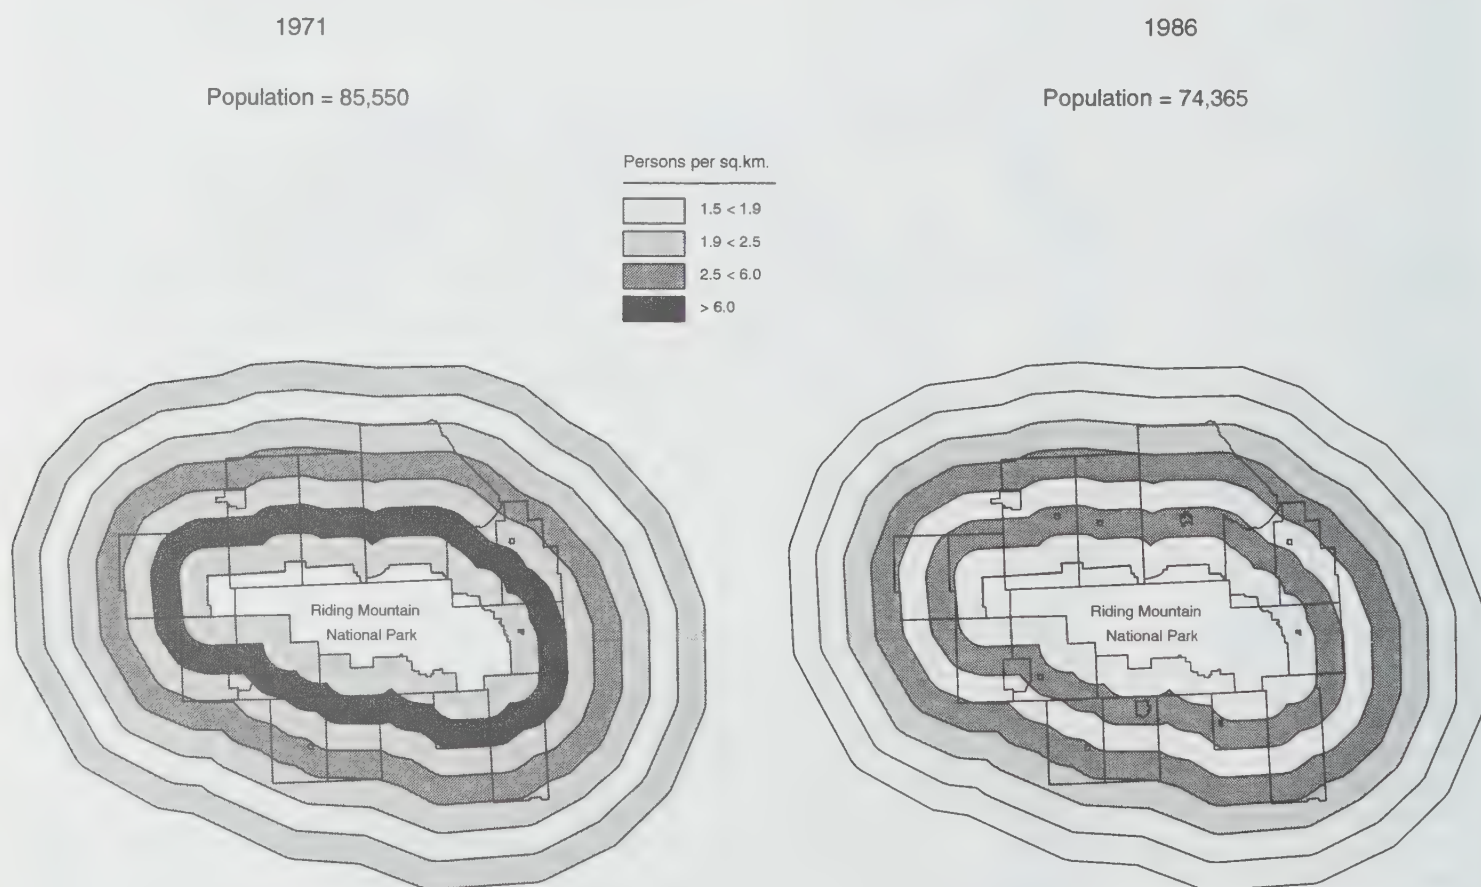 1971
1986
Population = 85,550
Population = 74,365
Persons per sq.km.
1.5 < 1.9
1.9 < 2.5
2.5 < 6.0
> 6.0
Riding Mountain
National Park
Riding Mountain
National Park